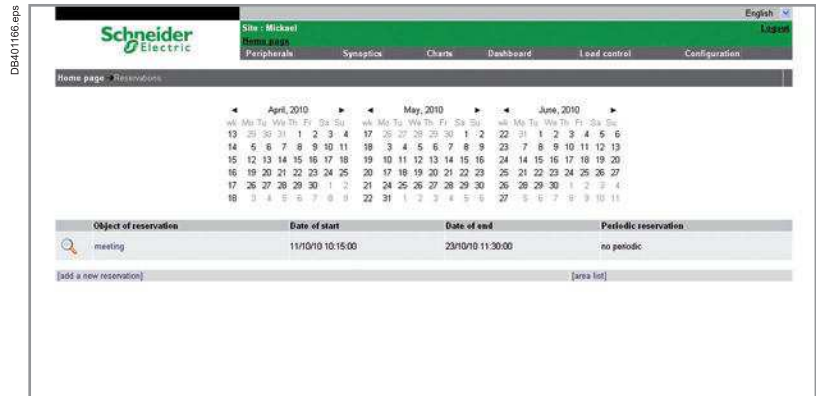 DB401166.eps
English
Schneider Electric
Site : Mickael
Logout
Home page
Peripherals Synoptics Charts Dashboard Load control Configuration
Home page Reservations
April, 2010 May, 2010 June, 2010
wk Mo Tu We Th Fr Sa Su wk Mo Tu We Th Fr Sa Su wk Mo Tu We Th Fr Sa Su
13 29 30 31 1 2 3 4 17 26 27 28 29 30 1 2 22 31 1 2 3 4 5 6
14 5 6 7 8 9 10 11 18 3 4 5 6 7 8 9 23 7 8 9 10 11 12 13
15 12 13 14 15 16 17 18 19 10 11 12 13 14 15 16 24 14 15 16 17 18 19 20
16 19 20 21 22 23 24 25 20 17 18 19 20 21 22 23 25 21 22 23 24 25 26 27
17 26 27 28 29 30 1 2 21 24 25 26 27 28 29 30 26 28 29 30 1 2 3 4
18 3 4 5 6 7 8 9 22 31 1 2 3 4 5 6 27 5 6 7 8 9 10 11
Object of reservation Date of start Date of end Periodic reservation
meeting 11/10/10 10:15:00 23/10/10 11:30:00 no periodic
[add a new reservation] [area list]